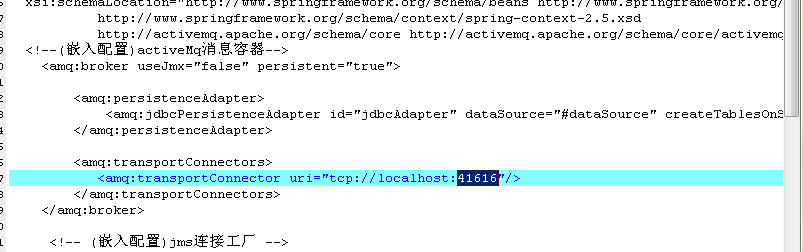 xsi:schemaLocation="http://www.springframework.org/schema/beans http://www.springframework.org/
http://www.springframework.org/schema/context/spring-context-2.5.xsd
http://activemq.apache.org/schema/core http://activemq.apache.org/schema/core/activemq
<!--(嵌入配置)activeMq消息容器-->
<amq:broker useJmx="false" persistent="true">
<amq:persistenceAdapter>
<amq:jdbcPersistenceAdapter id="jdbcAdapter" dataSource="#dataSource" createTablesOnS
</amq:persistenceAdapter>
<amq:transportConnectors>
<amq:transportConnector uri="tcp://localhost:41616"/>
</amq:transportConnectors>
</amq:broker>
<!-- (嵌入配置)jms连接工厂 -->